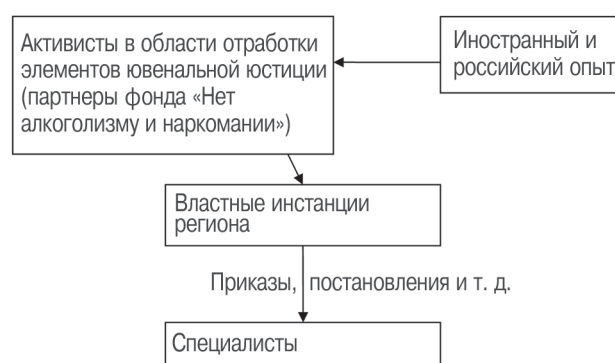 Активисты в области отработки
элементов ювенальной юстиции
(партнеры фонда «Нет
алкоголизму и наркомании»)
Иностранный и
российский опыт
Властные инстанции
региона
Приказы, постановления и т. д.
Специалисты